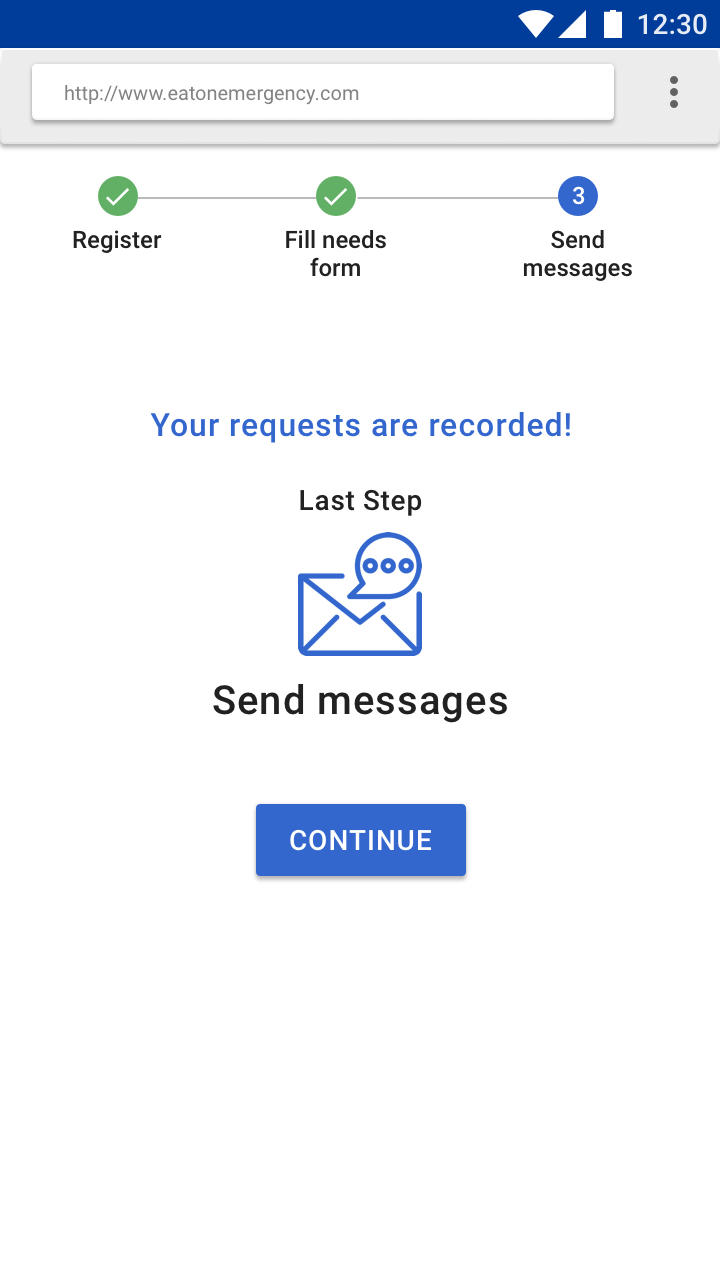 12:30
http://www.eatonemergency.com
3
Register
Fill needs
form
Send
messages
Your requests are recorded!
Last Step
Send messages
CONTINUE